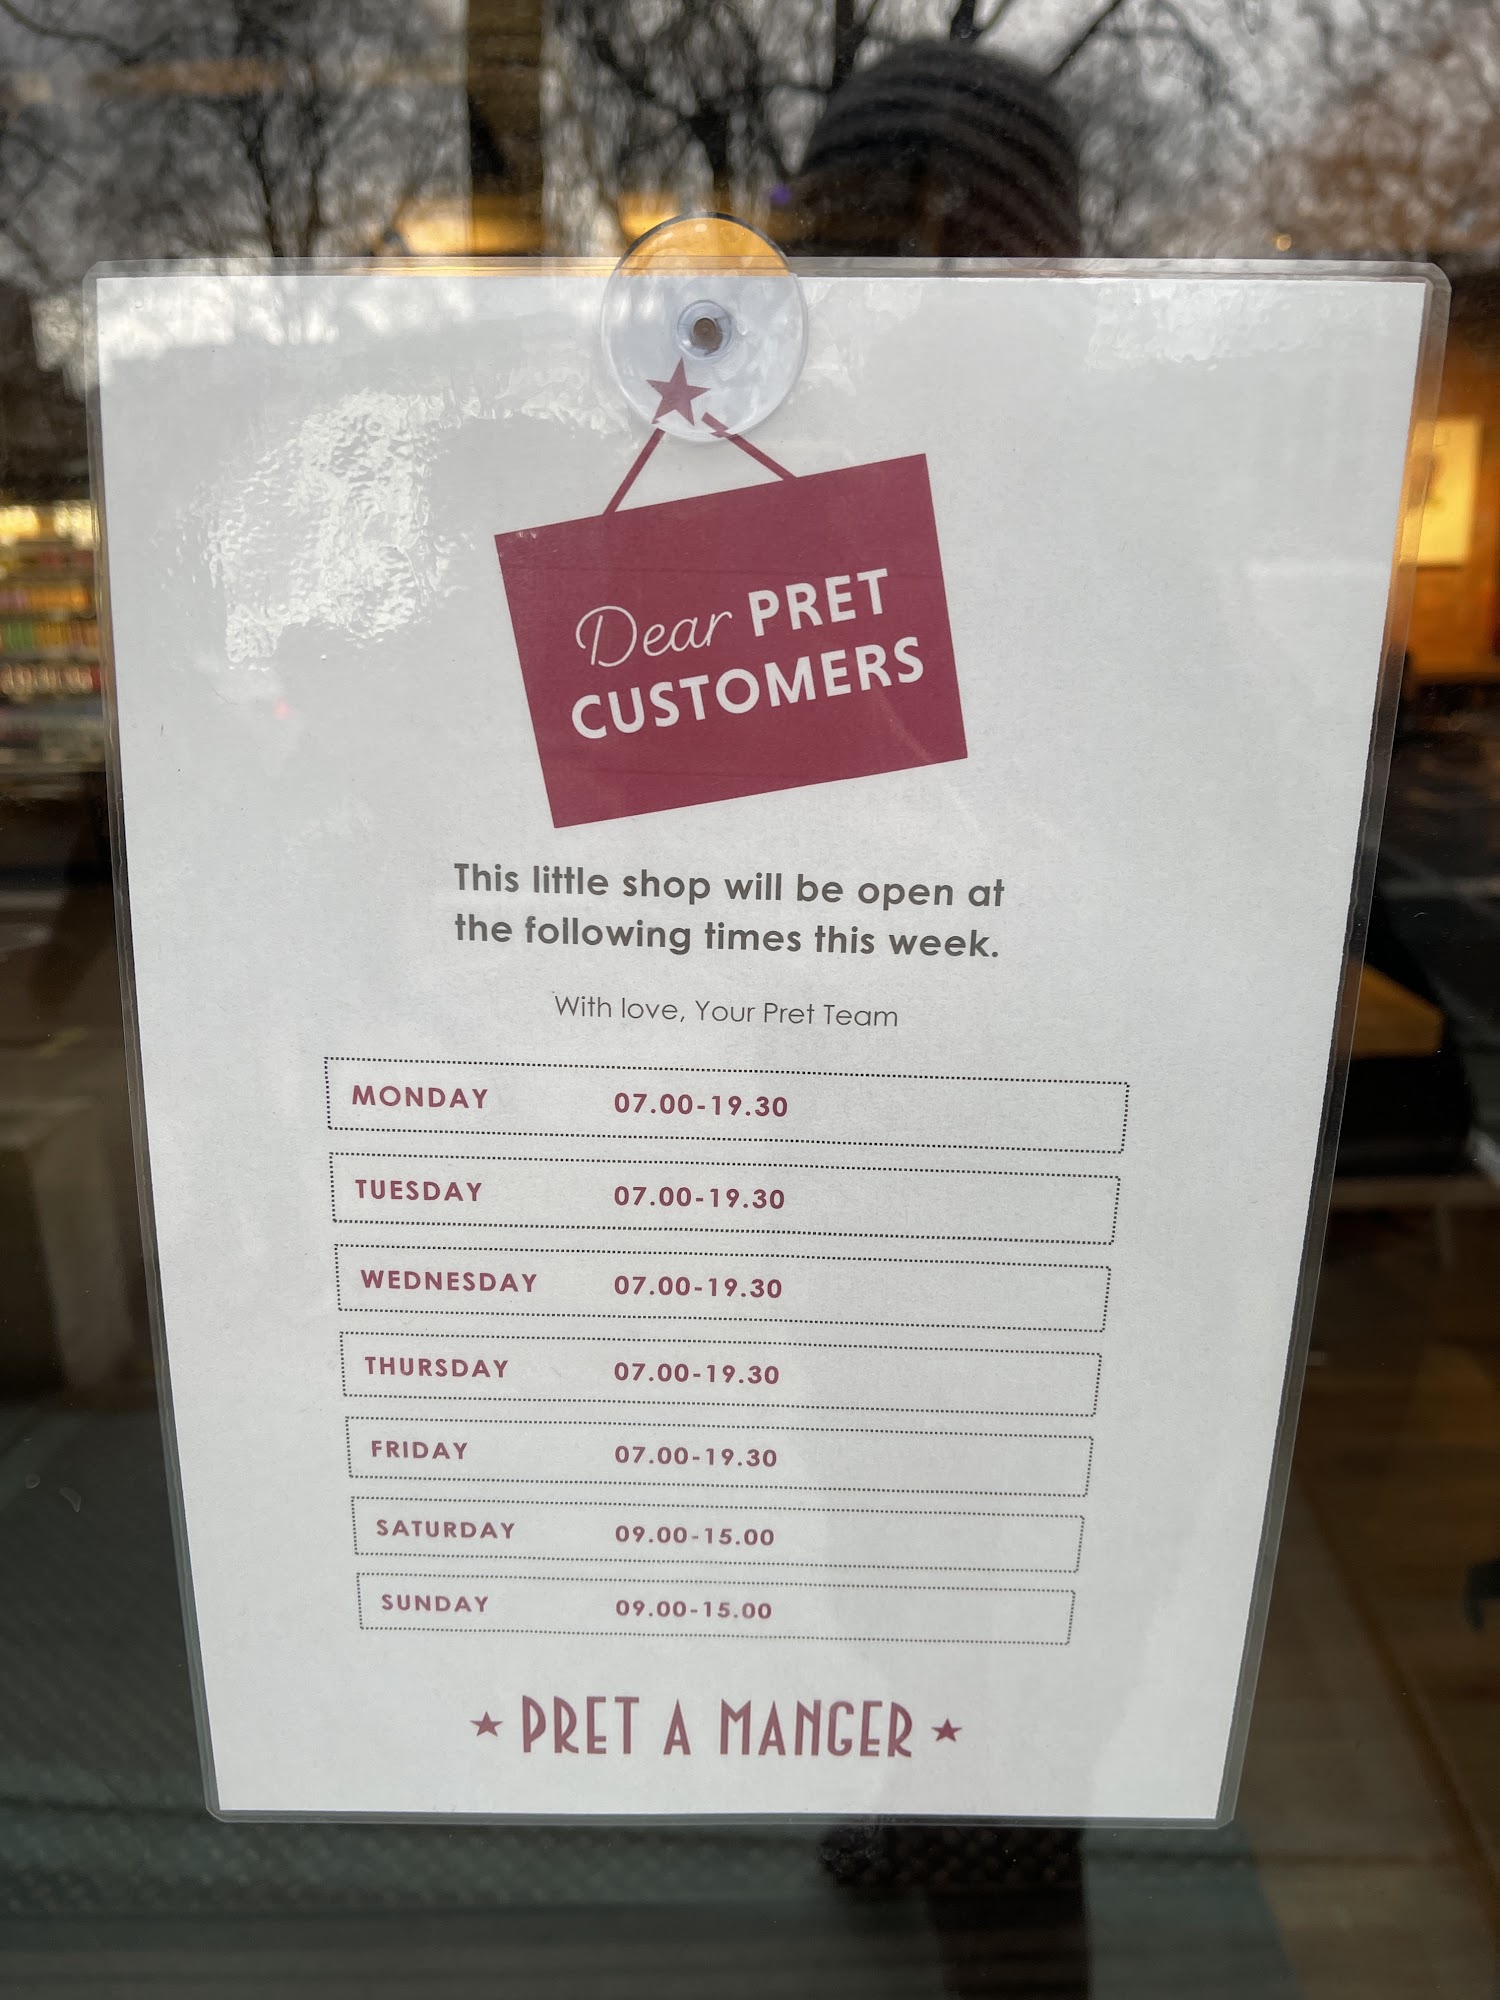 Dear PRET
CUSTOMERS
This little shop will be open at
the following times this week.
With love, Your Pret Team
MONDAY 07.00-19.30
TUESDAY 07.00-19.30
WEDNESDAY 07.00-19.30
THURSDAY 07.00-19.30
FRIDAY 07.00-19.30
SATURDAY 09.00-15.00
SUNDAY 09.00-15.00
PRET A MANGER